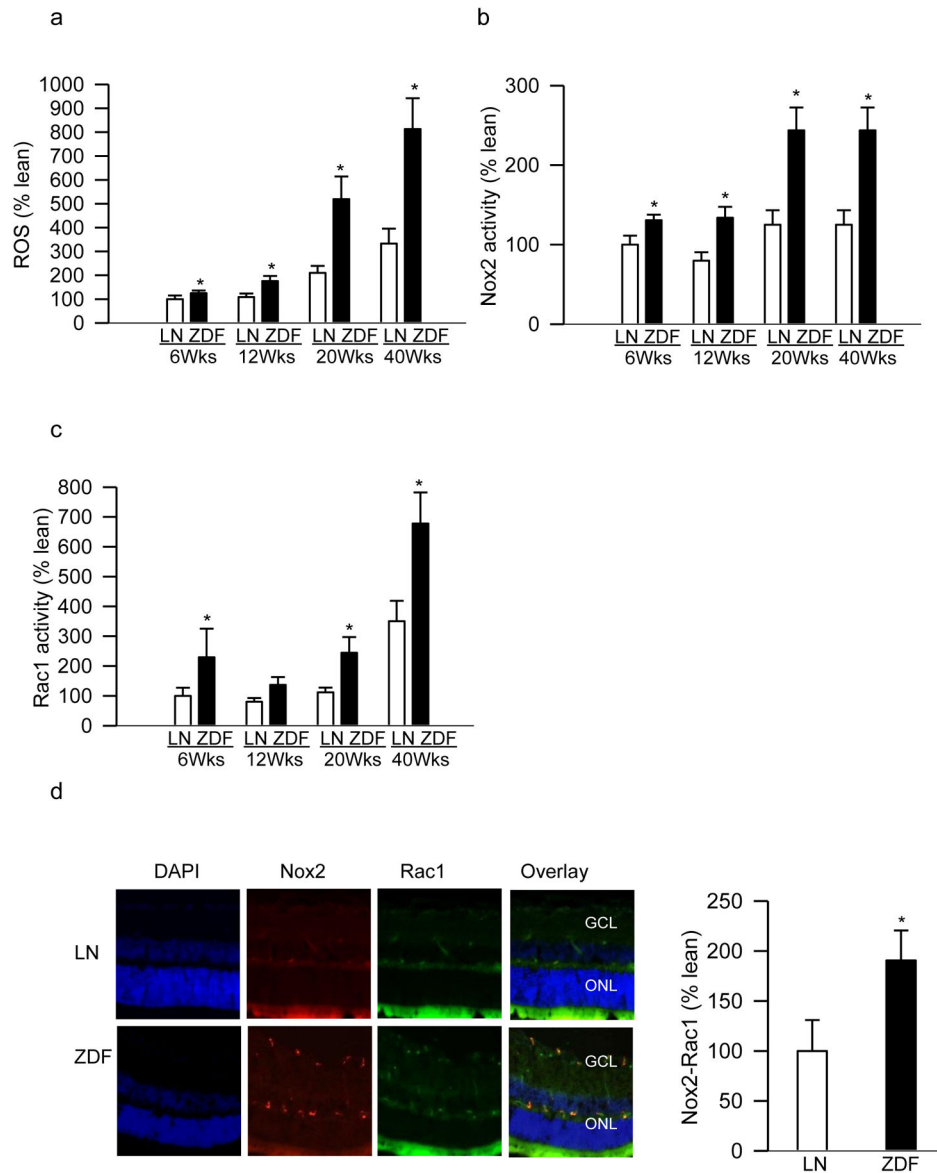 a
ROS (% lean)
1000
900
800
700
600
500
400
300
200
100
0
* * * *
LN ZDF LN ZDF LN ZDF LN ZDF
6Wks 12Wks 20Wks 40Wks
b
Nox2 activity (% lean)
300
200
100
0
* * * *
LN ZDF LN ZDF LN ZDF LN ZDF
6Wks 12Wks 20Wks 40Wks
c
Rac1 activity (% lean)
800
700
600
500
400
300
200
100
0
* * *
LN ZDF LN ZDF LN ZDF LN ZDF
6Wks 12Wks 20Wks 40Wks
d
DAPI Nox2 Rac1 Overlay
LN
GCL
ONL
ZDF
GCL
ONL
Nox2-Rac1 (% lean)
250
200
150
100
50
0
*
LN ZDF